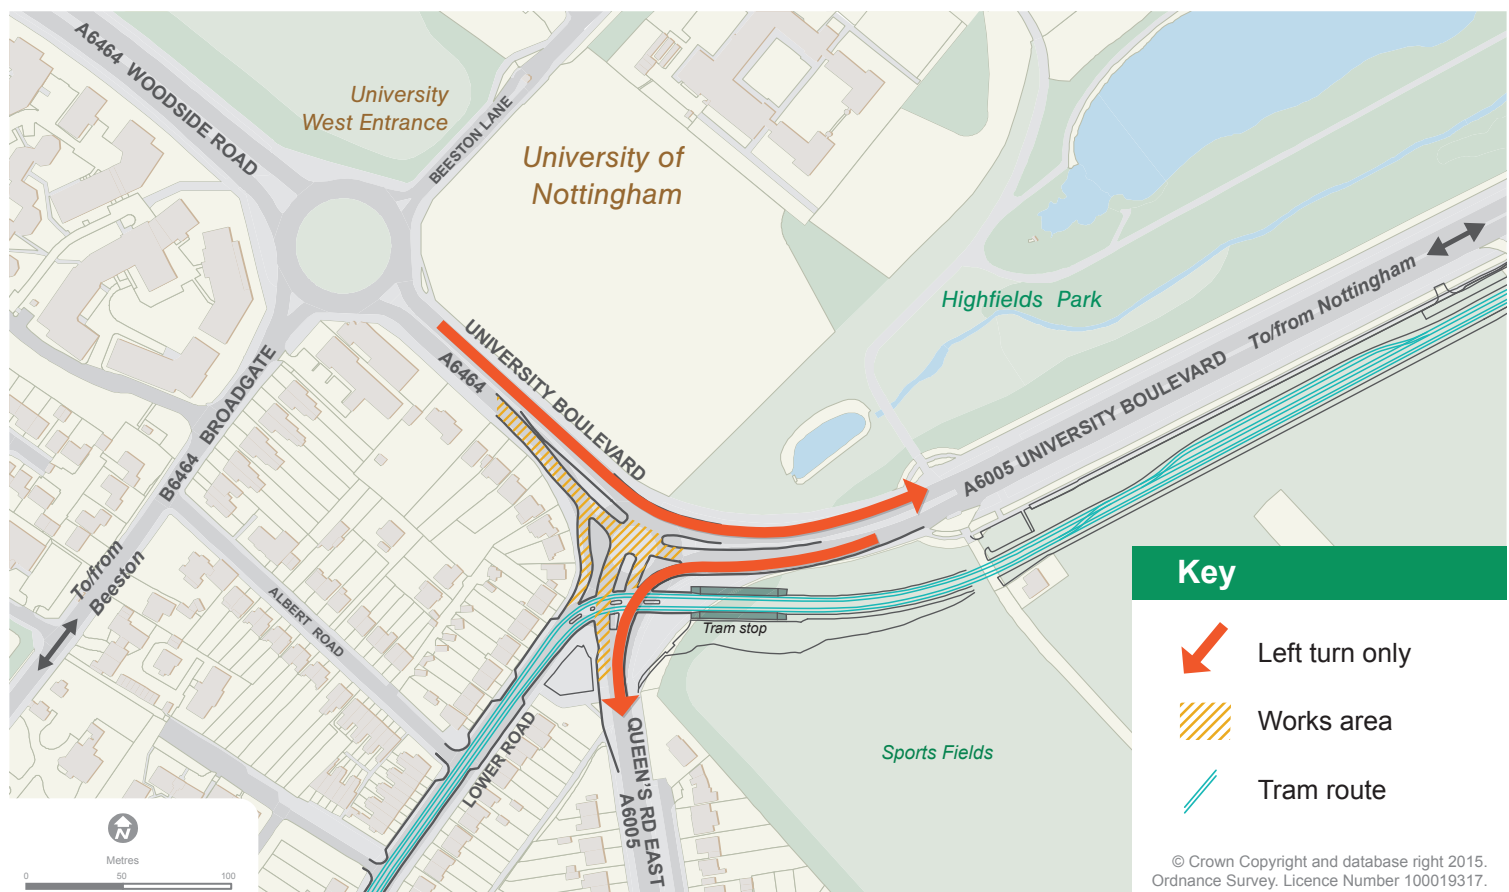 A6464 WOODSIDE ROAD
University
West Entrance
BEESTON LANE
University of
Nottingham
Highfields Park
To/from Nottingham
UNIVERSITY BOULEVARD
A6464
A6005 UNIVERSITY BOULEVARD
B6464 BROADGATE
To/from
Beeston
ALBERT ROAD
Tram stop
LOWER ROAD
QUEEN'S RD EAST
A6005
Sports Fields
Key
Left turn only
Works area
Tram route
N
Metres
0 50 100
© Crown Copyright and database right 2015.
Ordnance Survey. Licence Number 100019317.